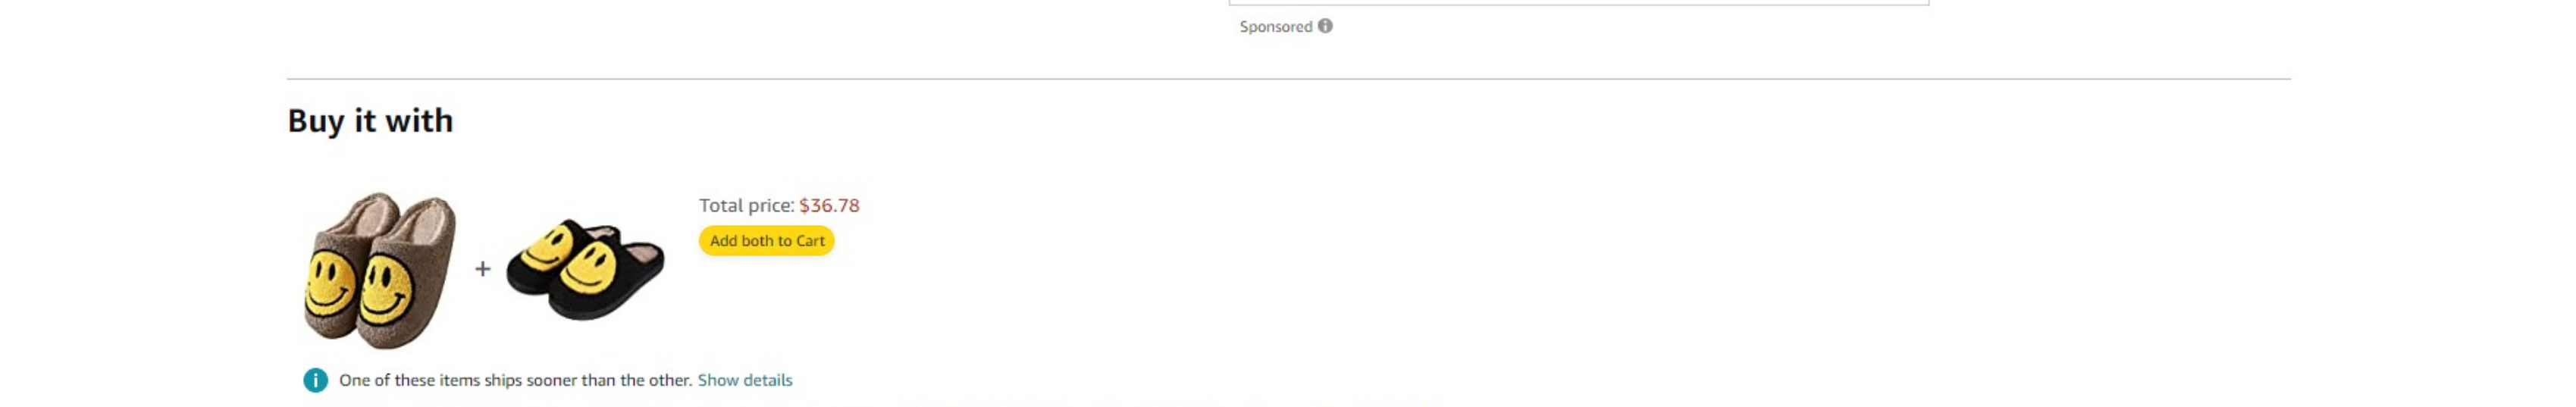 Sponsored
Buy it with
Total price: $36.78
Add both to Cart
+
One of these items ships sooner than the other. Show details